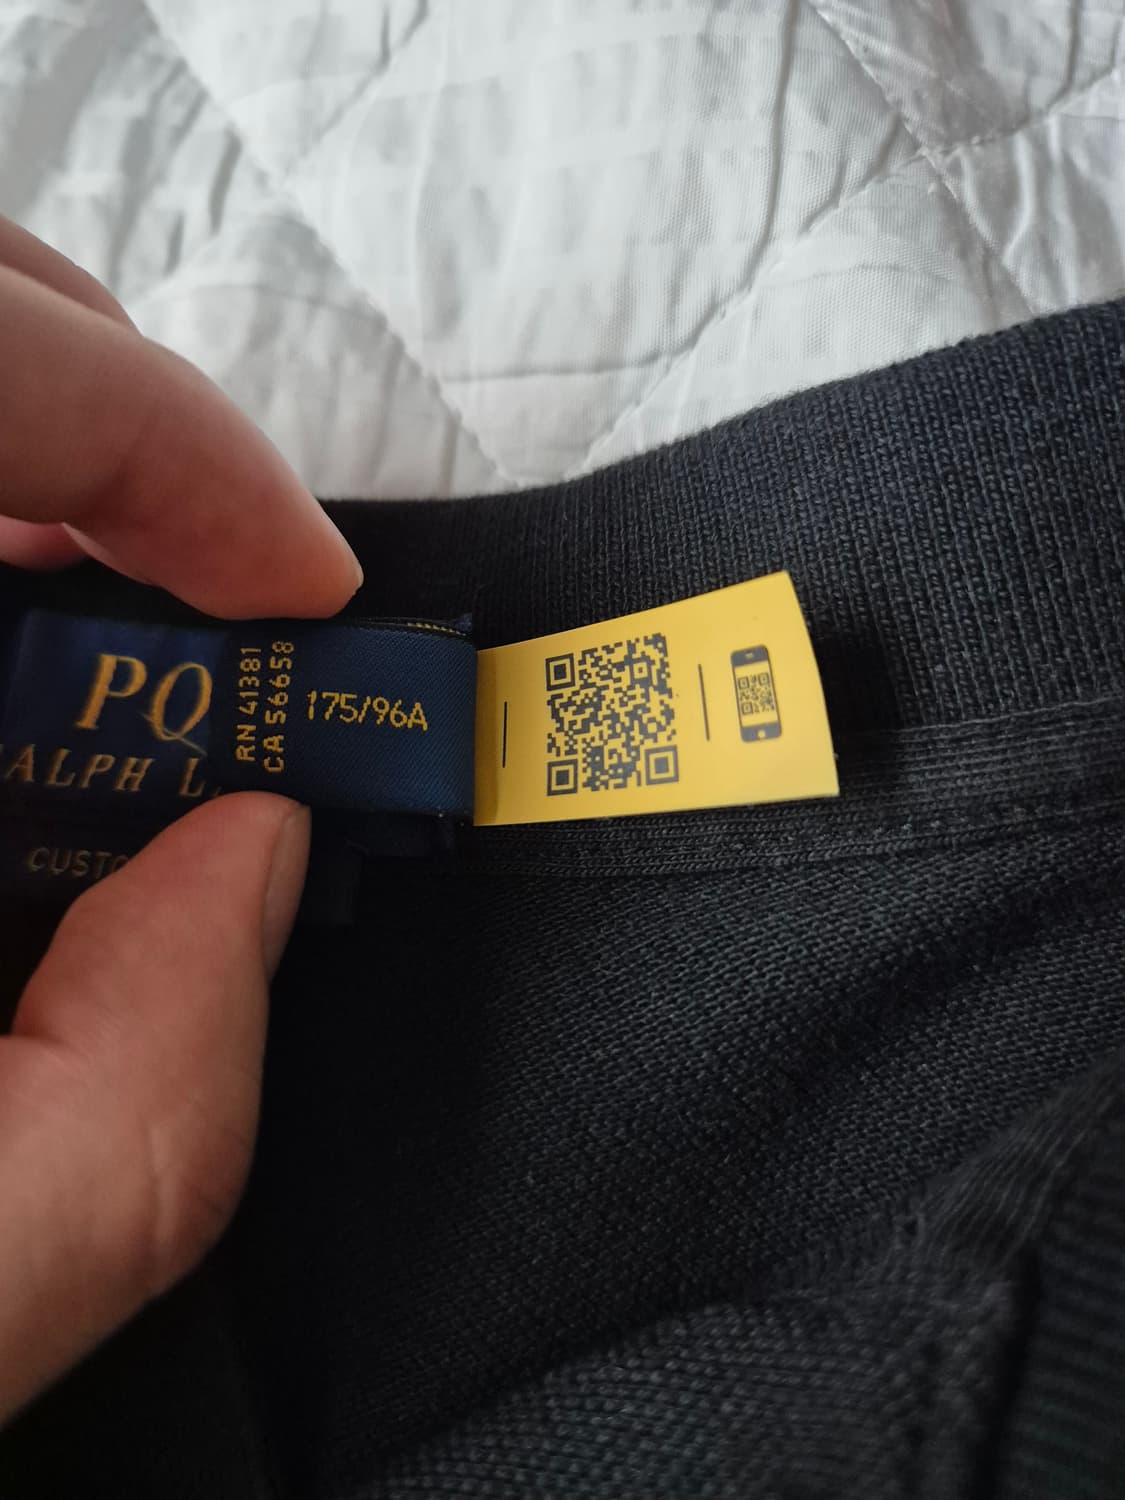 PO
ALPH L
CUSTO
RN 41381
CA 56658
175/96A